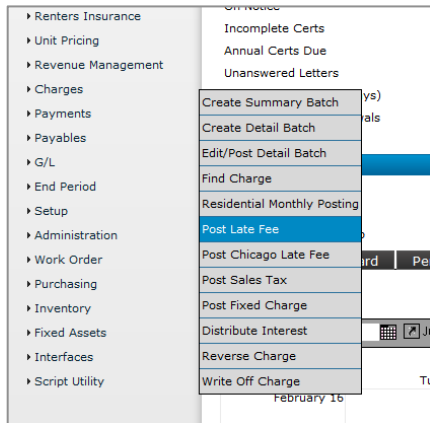 Renters Insurance
Unit Pricing
Revenue Management
Charges
Payments
Payables
G/L
End Period
Setup
Administration
Work Order
Purchasing
Inventory
Fixed Assets
Interfaces
Script Utility
On Notice
Incomplete Certs
Annual Certs Due
Unanswered Letters
Create Summary Batch
Create Detail Batch
Edit/Post Detail Batch
Find Charge
Residential Monthly Posting
Post Late Fee
Post Chicago Late Fee
Post Sales Tax
Post Fixed Charge
Distribute Interest
Reverse Charge
Write Off Charge
February 16